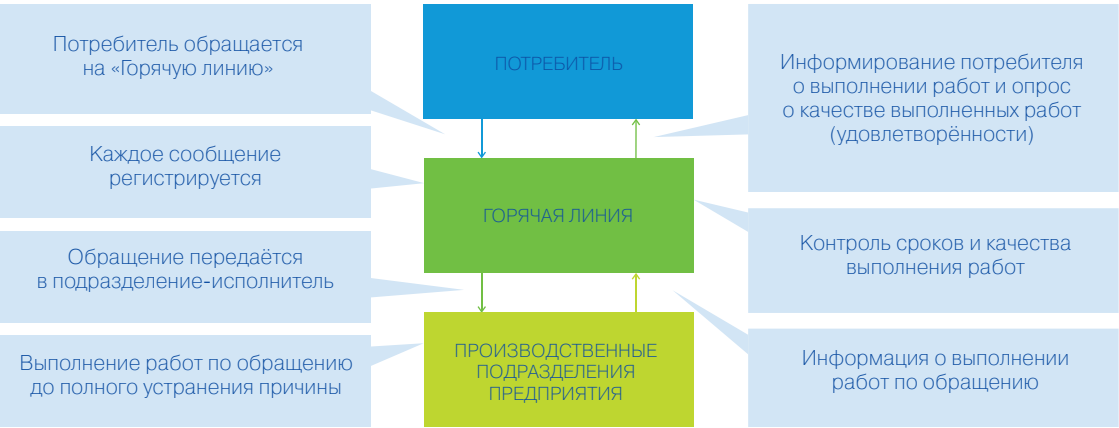 Потребитель обращается
на «Горячую линию»
Каждое сообщение
регистрируется
Обращение передаётся
в подразделение-исполнитель
Выполнение работ по обращению
до полного устранения причины
ПОТРЕБИТЕЛЬ
ГОРЯЧАЯ ЛИНИЯ
ПРОИЗВОДСТВЕННЫЕ
ПОДРАЗДЕЛЕНИЯ
ПРЕДПРИЯТИЯ
Информирование потребителя
о выполнении работ и опрос
о качестве выполненных работ
(удовлетворённости)
Контроль сроков и качества
выполнения работ
Информация о выполнении
работ по обращению